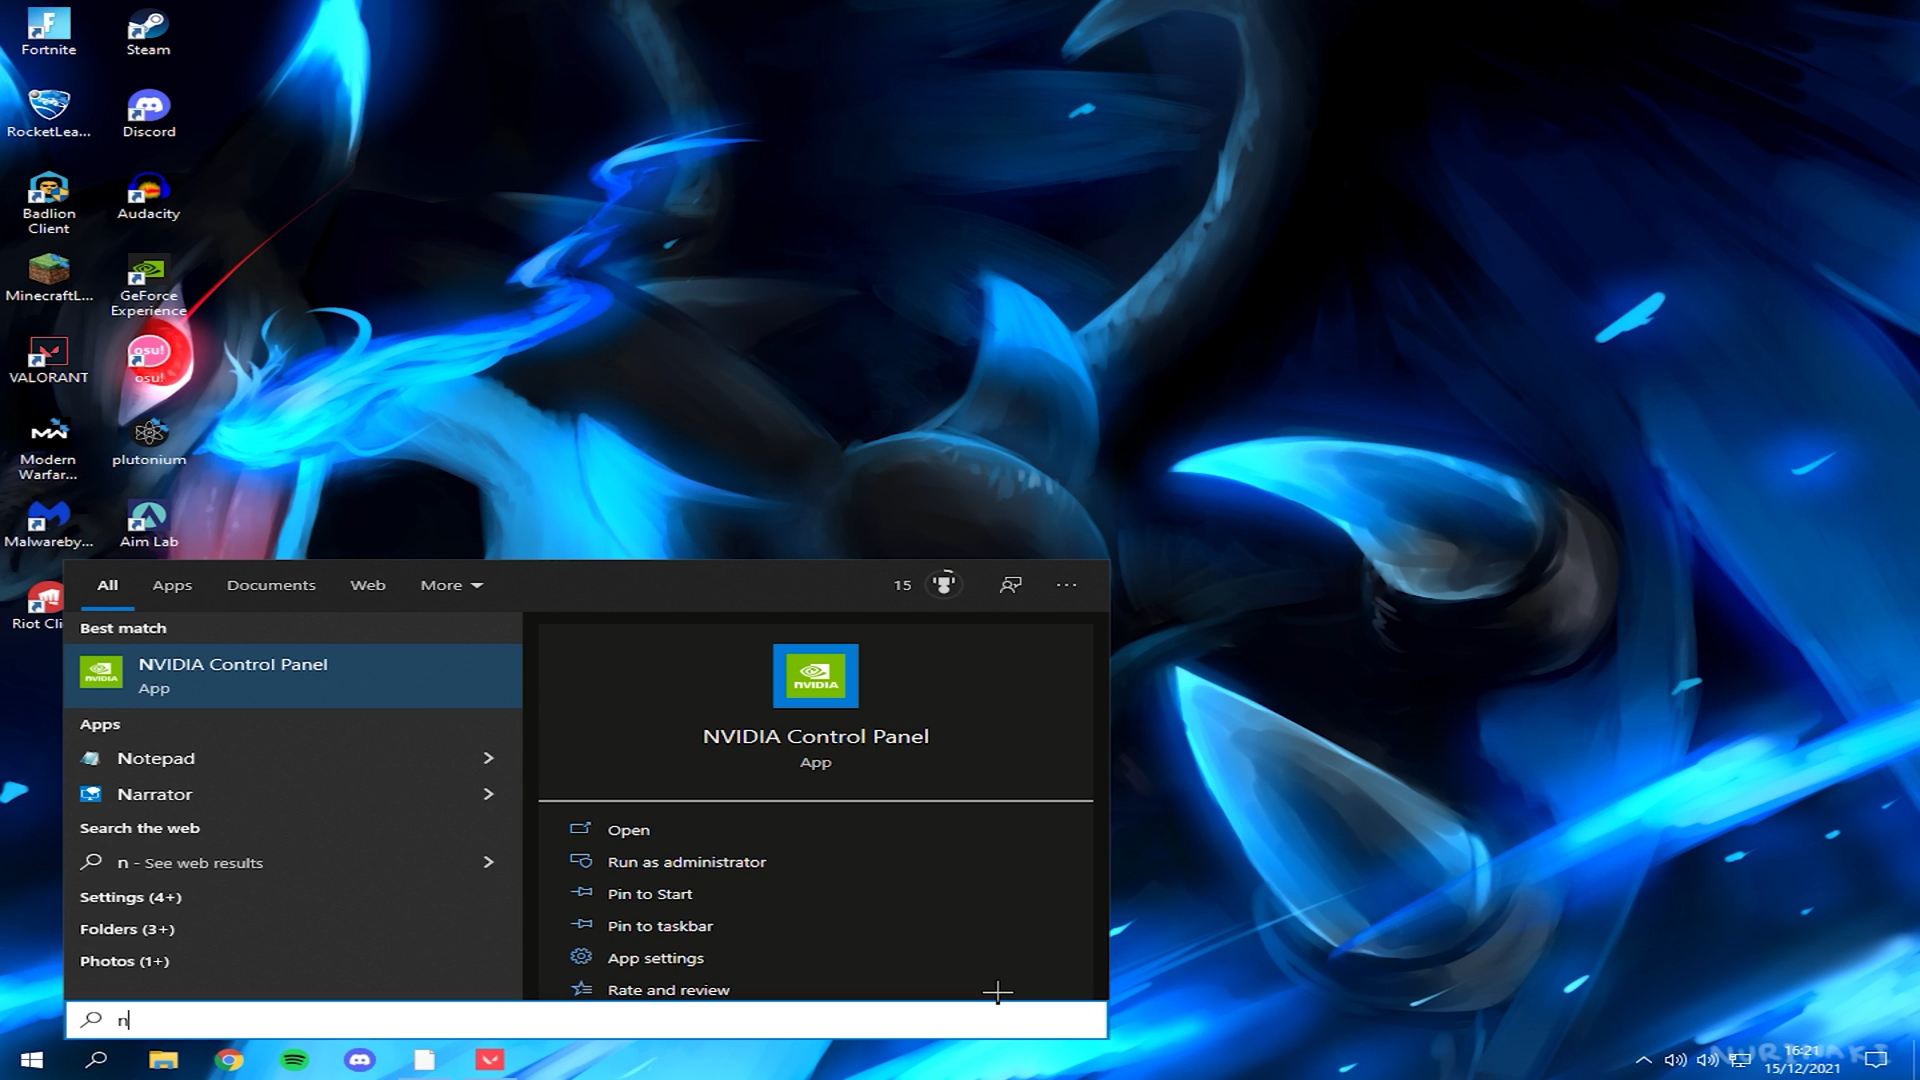 Fortnite
Steam
RocketLea...
Discord
Badlion
Client
Audacity
MinecraftL...
GeForce
Experience
VALORANT
osu!
osu!
Modern
Warfar...
plutonium
Malwareby...
Aim Lab
Riot Cli
All
Apps
Documents
Web
More
15
Best match
NVIDIA Control Panel
App
nVIDIA
Apps
Notepad
Narrator
Search the web
n - See web results
Settings (4+)
Folders (3+)
Photos (1+)
nVIDIA
NVIDIA Control Panel
App
Open
Run as administrator
Pin to Start
Pin to taskbar
App settings
Rate and review
n
16:21
15/12/2021